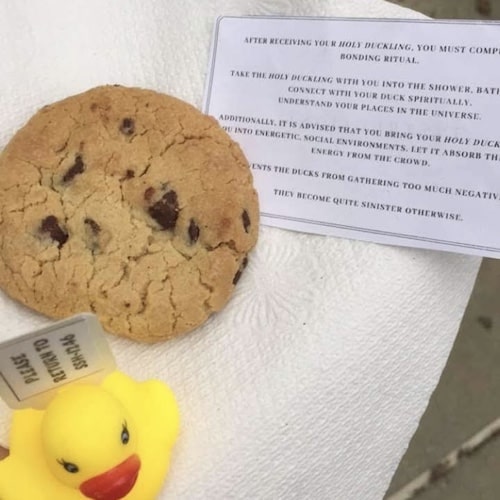 AFTER RECEIVING YOUR HOLY DUCKLING, YOU MUST COMP
BONDING RITUAL.
TAKE THE HOLY DUCKLING WITH YOU INTO THE SHOWER, BAT
CONNECT WITH YOUR DUCK SPIRITUALLY.
UNDERSTAND YOUR PLACES IN THE UNIVERSE.
ADDITIONALLY, IT IS ADVISED THAT YOU BRING YOUR HOLY DUCK
OU INTO ENERGETIC, SOCIAL ENVIRONMENTS. LET IT ABSORB TH
ENERGY FROM THE CROWD.
ENTS THE DUCKS FROM GATHERING TOO MUCH NEGATIV
THEY BECOME QUITE SINISTER OTHERWISE.
PLEASE
RETURN TO